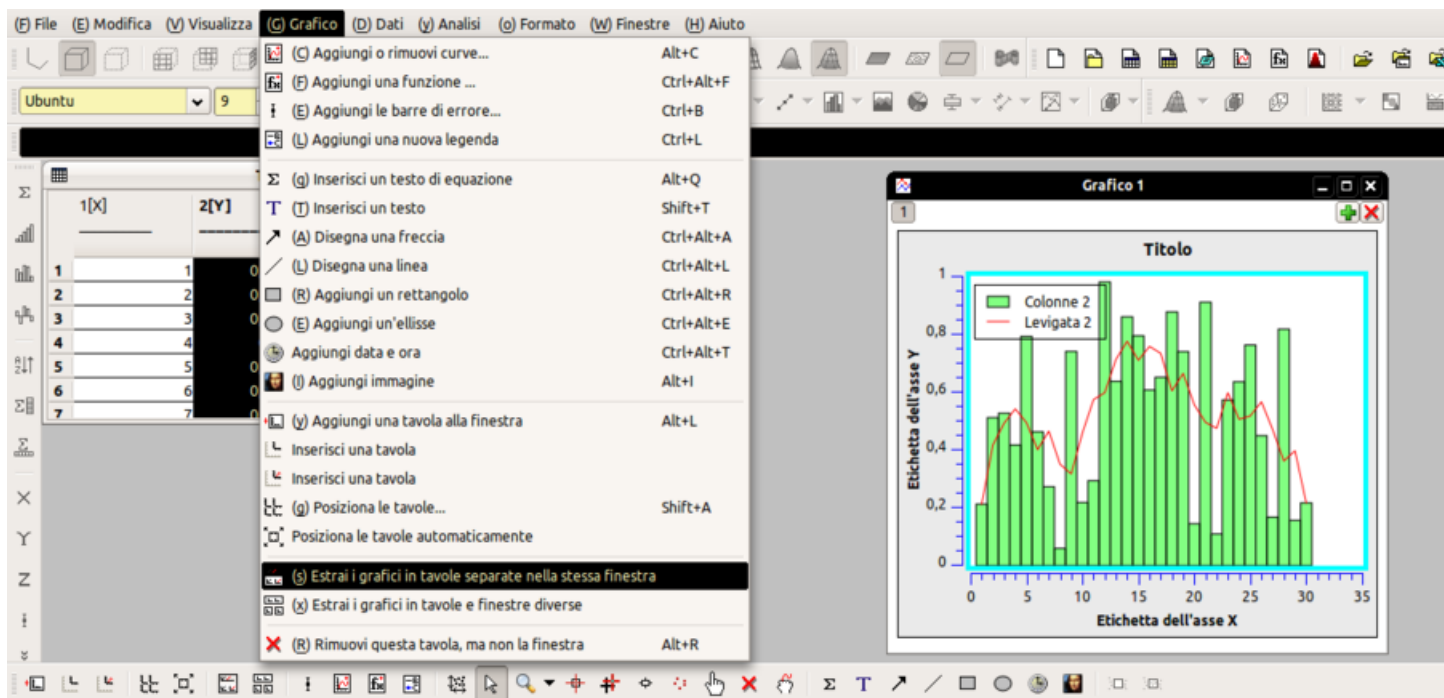 (F) File (E) Modifica (V) Visualizza (G) Grafico (D) Dati (y) Analisi (o) Formato (W) Finestre (H) Aiuto
Ubuntu 9
(C) Aggiungi o rimuovi curve... Alt+C
(F) Aggiungi una funzione ... Ctrl+Alt+F
(E) Aggiungi le barre di errore... Ctrl+B
(L) Aggiungi una nuova legenda Ctrl+L
(q) Inserisci un testo di equazione Alt+Q
(T) Inserisci un testo Shift+T
(A) Disegna una freccia Ctrl+Alt+A
(L) Disegna una linea Ctrl+Alt+L
(R) Aggiungi un rettangolo Ctrl+Alt+R
(E) Aggiungi un'ellisse Ctrl+Alt+E
Aggiungi data e ora Ctrl+Alt+T
(I) Aggiungi immagine Alt+I
(y) Aggiungi una tavola alla finestra Alt+L
Inserisci una tavola
Inserisci una tavola
(g) Posiziona le tavole... Shift+A
Posiziona le tavole automaticamente
(s) Estrai i grafici in tavole separate nella stessa finestra
(x) Estrai i grafici in tavole e finestre diverse
(R) Rimuovi questa tavola, ma non la finestra Alt+R
1[X] 2[Y]
1 1 0
2 2 0
3 3 0
4 4
5 5 0
6 6 0
7 7 0
Grafico 1
1
Titolo
Colonne 2
Levigata 2
Etichetta dell'asse Y
1
0,8
0,6
0,4
0,2
0
0 5 10 15 20 25 30 35
Etichetta dell'asse X